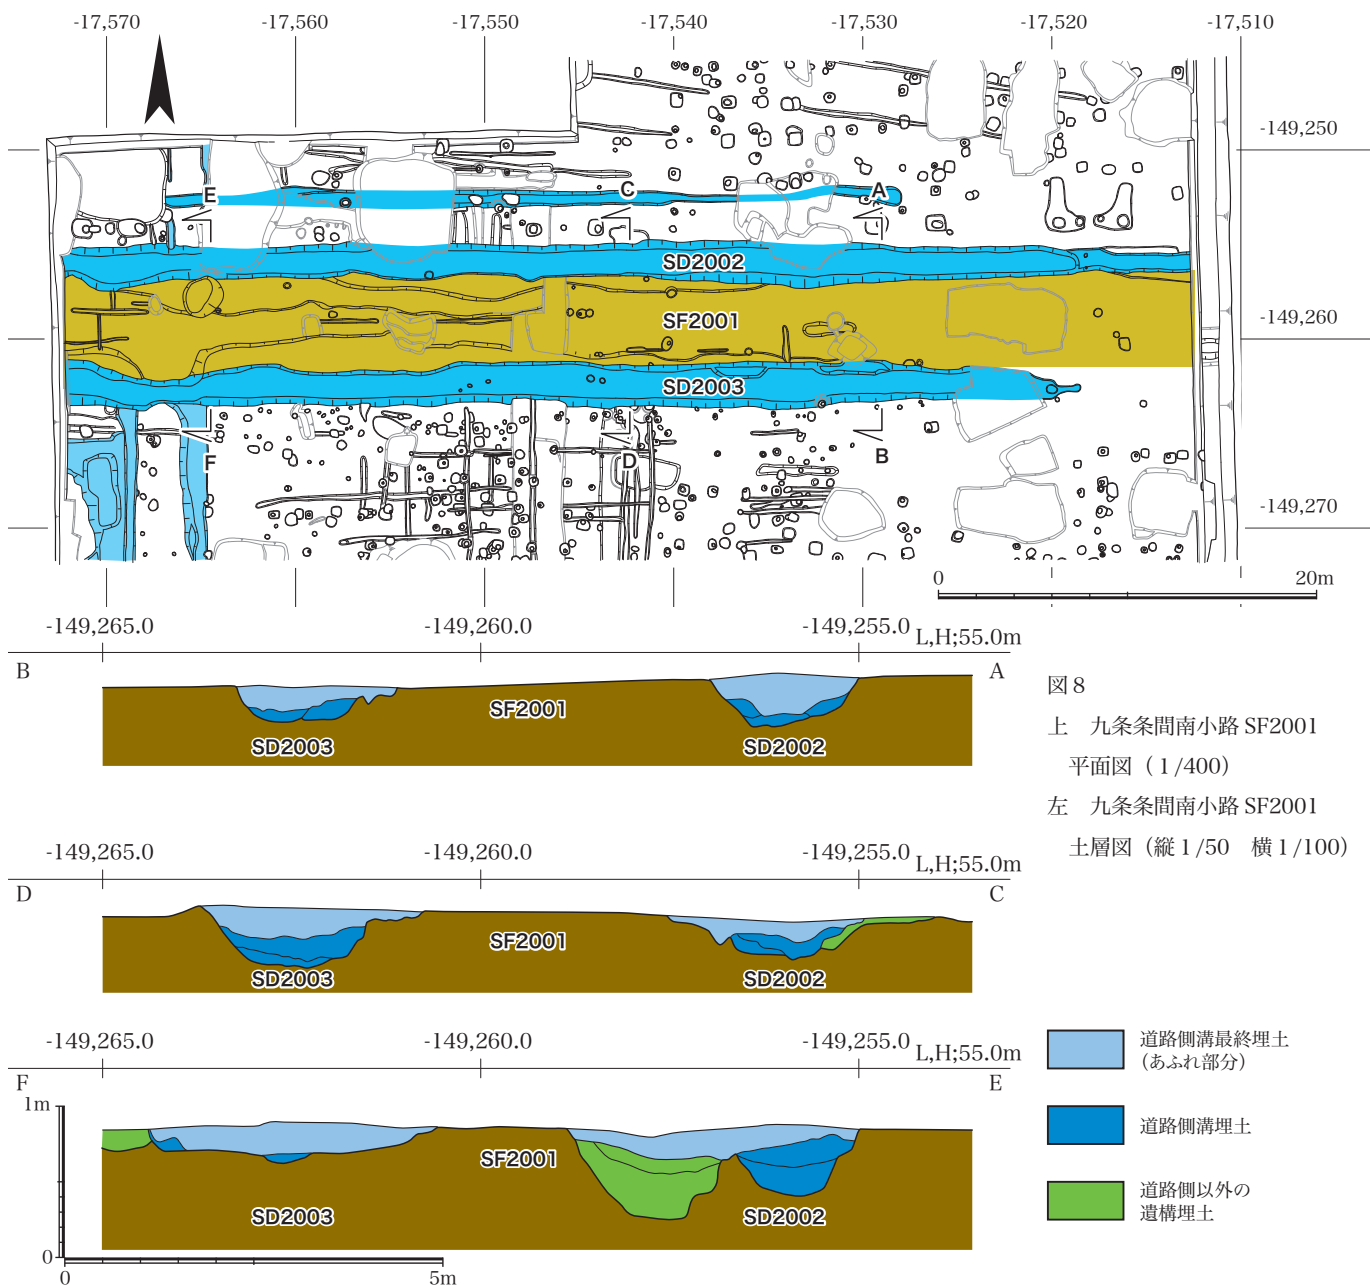 -17,570 -17,560 -17,550 -17,540 -17,530 -17,520 -17,510
-149,250
E C A
SD2002
SF2001
-149,260
SD2003
F D B
-149,270
0 20m
-149,265.0 -149,260.0 -149,255.0 L,H;55.0m
B A
SF2001
SD2003 SD2002
図8
上 九条条間南小路 SF2001
平面図（1/400）
左 九条条間南小路 SF2001
土層図（縦1/50 横1/100）
-149,265.0 -149,260.0 -149,255.0 L,H;55.0m
D C
SF2001
SD2003 SD2002
-149,265.0 -149,260.0 -149,255.0 L,H;55.0m
F E
1m
SF2001
SD2003 SD2002
0
0 5m
道路側溝最終埋土
（あふれ部分）
道路側溝埋土
道路側以外の
遺構埋土